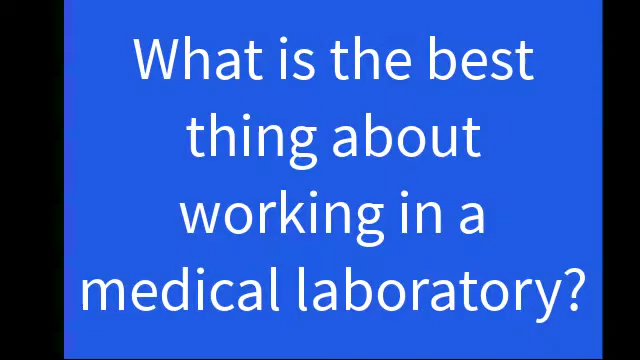 What is the best
thing about
working in a
medical laboratory?